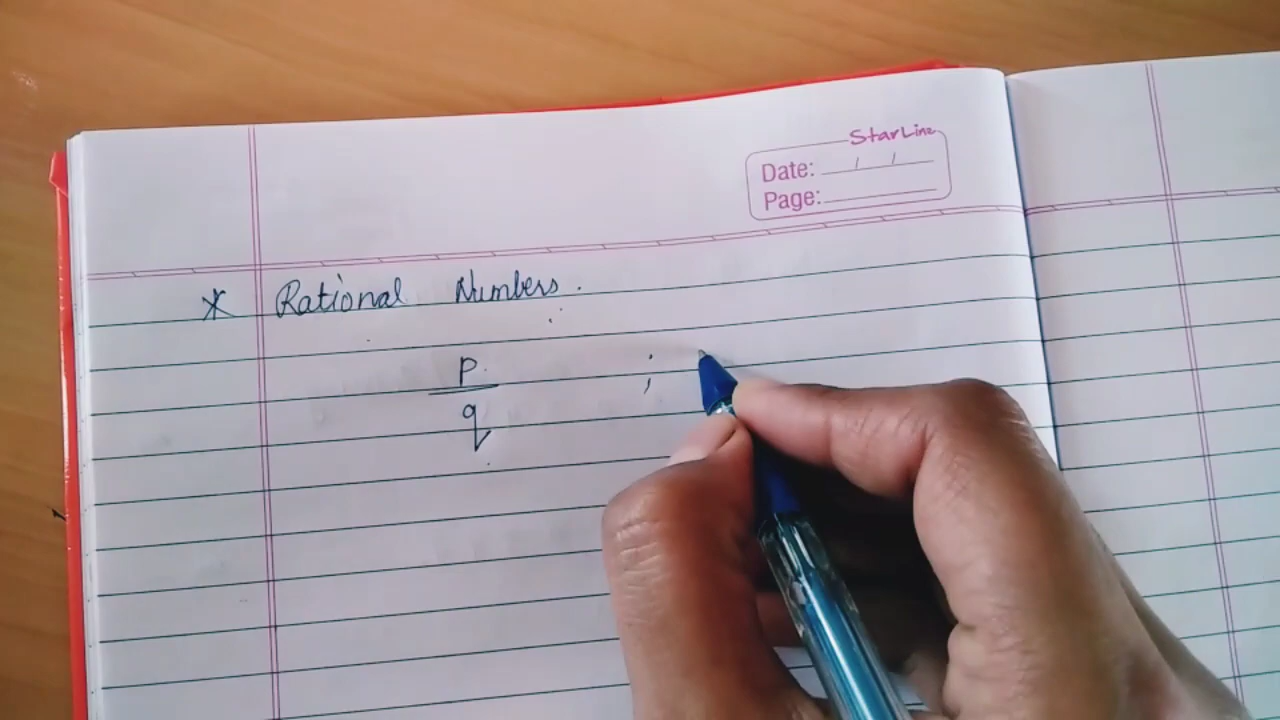 StarLine
Date: / /
Page:
* Rational Numbers.
p
q ;